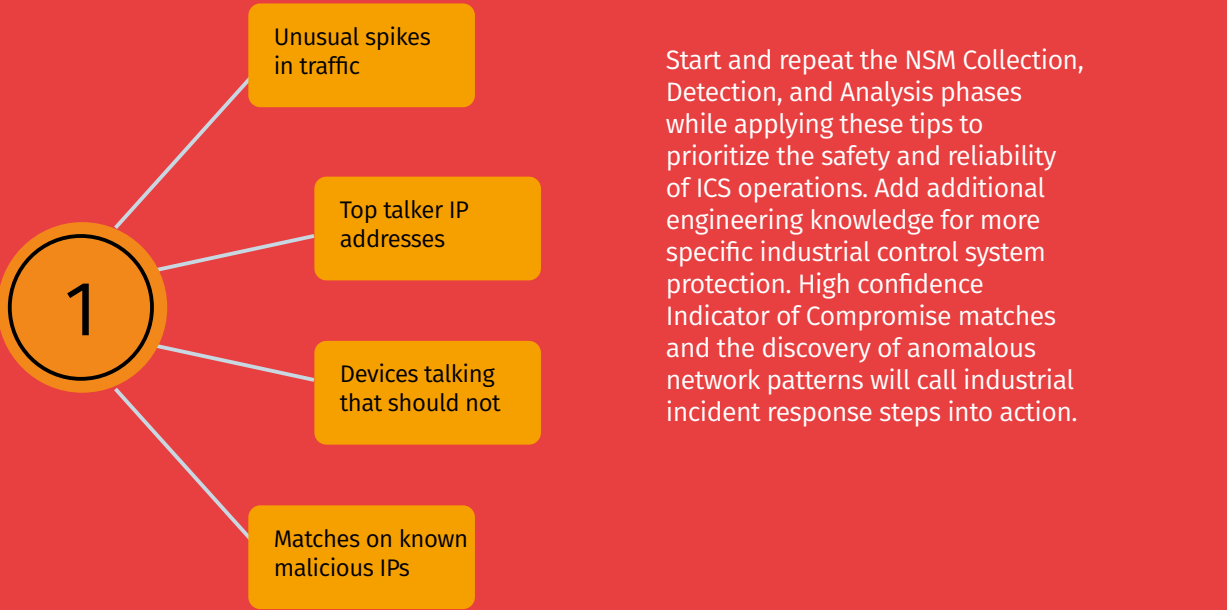 Unusual spikes
in traffic
Top talker IP
addresses
1
Devices talking
that should not
Matches on known
malicious IPs
Start and repeat the NSM Collection,
Detection, and Analysis phases
while applying these tips to
prioritize the safety and reliability
of ICS operations. Add additional
engineering knowledge for more
specific industrial control system
protection. High confidence
Indicator of Compromise matches
and the discovery of anomalous
network patterns will call industrial
incident response steps into action.